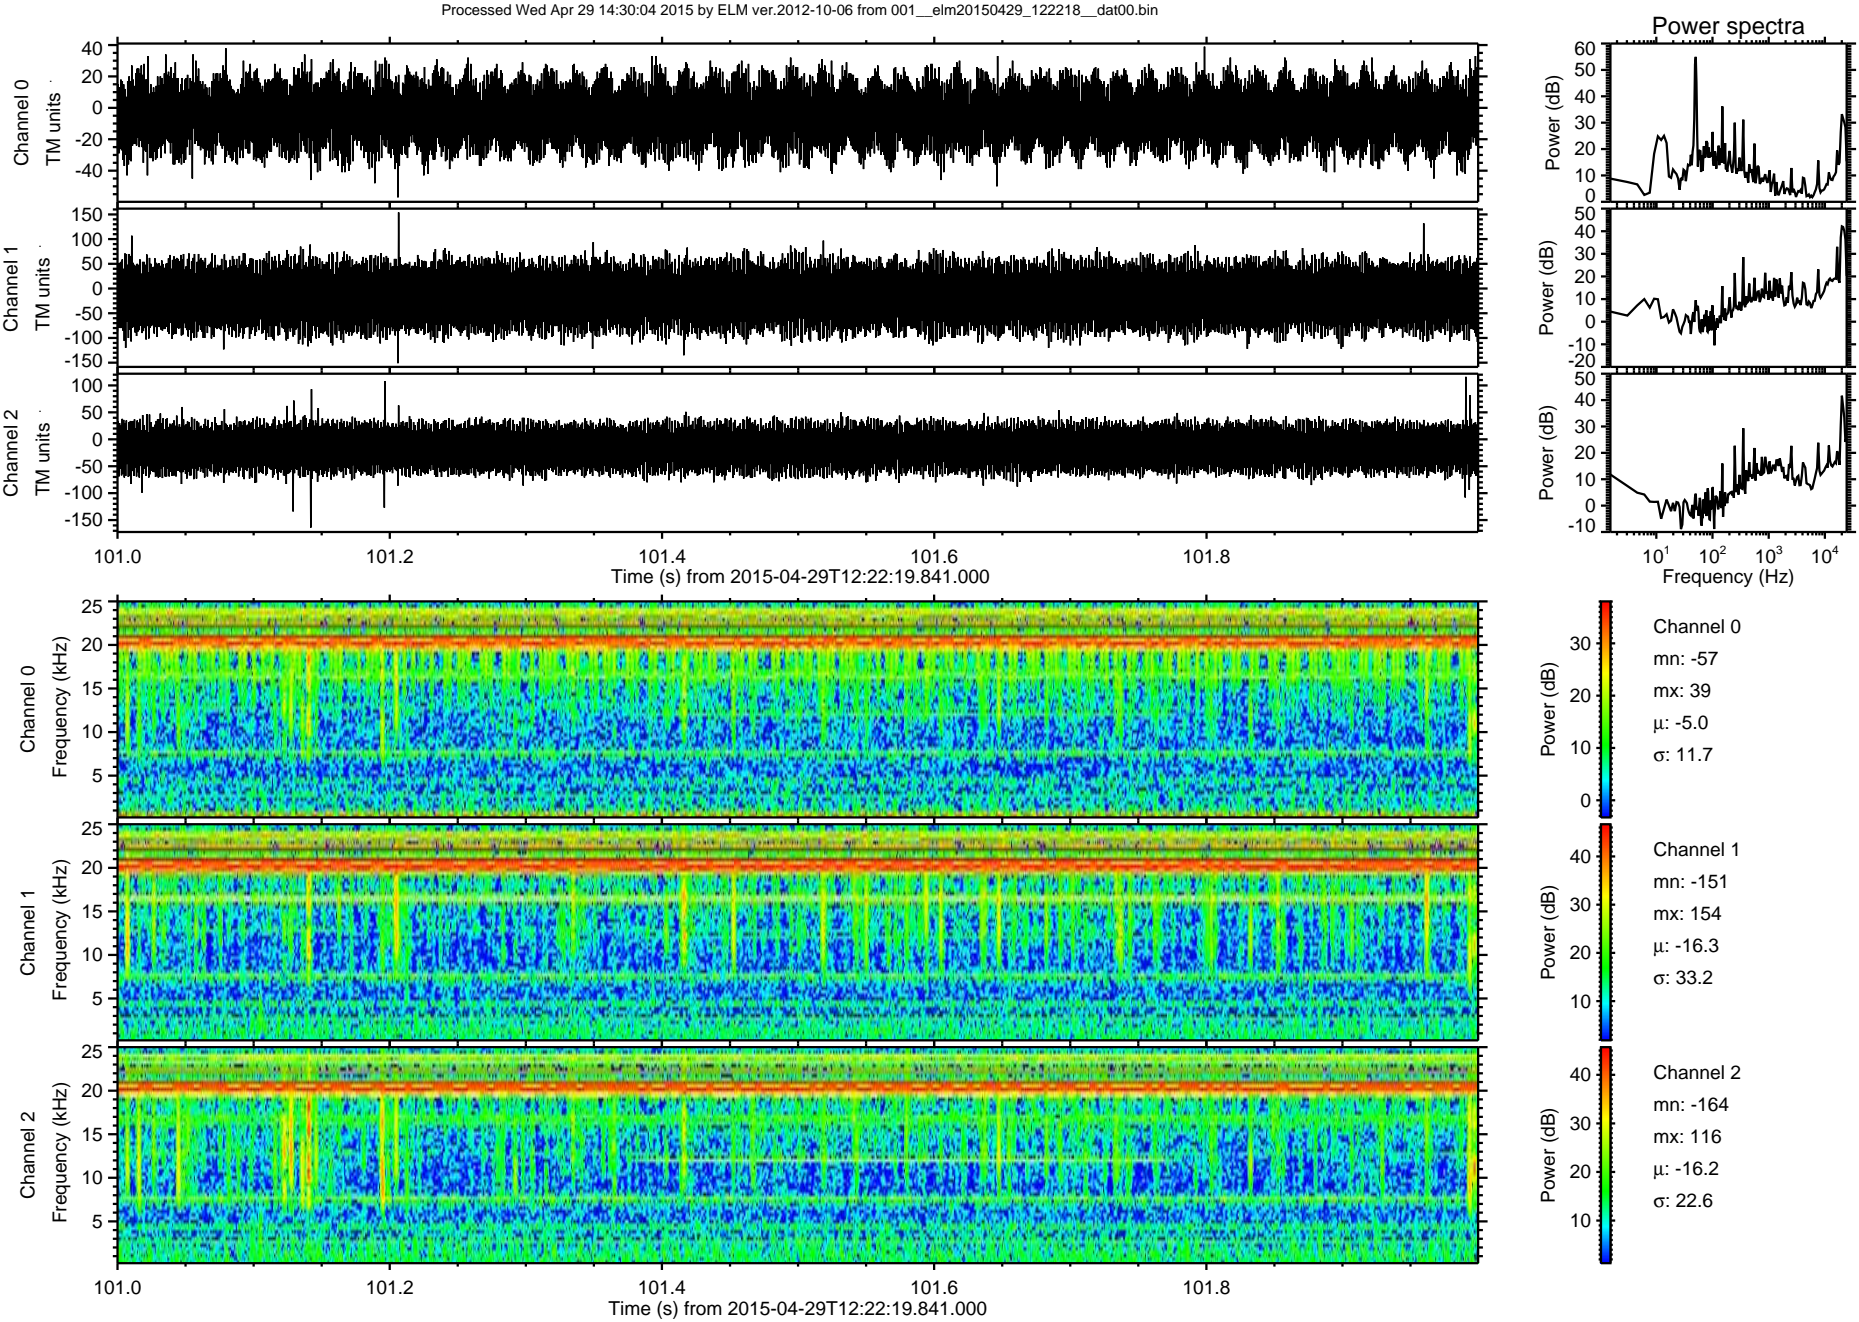 Processed Wed Apr 29 14:30:04 2015 by ELM ver.2012-10-06 from 001__elm20150429_122218__dat00.bin
Power spectra
Channel 0
TM units
40
20
0
-20
-40
Power (dB)
60
50
40
30
20
10
0
Channel 1
TM units
150
100
50
0
-50
-100
-150
Power (dB)
50
40
30
20
10
0
-10
-20
Channel 2
TM units
100
50
0
-50
-100
-150
Power (dB)
50
40
30
20
10
0
-10
101.0 101.2 101.4 101.6 101.8
Time (s) from 2015-04-29T12:22:19.841.000
10¹ 10² 10³ 10⁴
Frequency (Hz)
Channel 0
Frequency (kHz)
25
20
15
10
5
Power (dB)
30
20
10
0
Channel 0
mn: -57
mx: 39
μ: -5.0
σ: 11.7
Channel 1
Frequency (kHz)
25
20
15
10
5
Power (dB)
40
30
20
10
Channel 1
mn: -151
mx: 154
μ: -16.3
σ: 33.2
Channel 2
Frequency (kHz)
25
20
15
10
5
Power (dB)
40
30
20
10
Channel 2
mn: -164
mx: 116
μ: -16.2
σ: 22.6
101.0 101.2 101.4 101.6 101.8
Time (s) from 2015-04-29T12:22:19.841.000